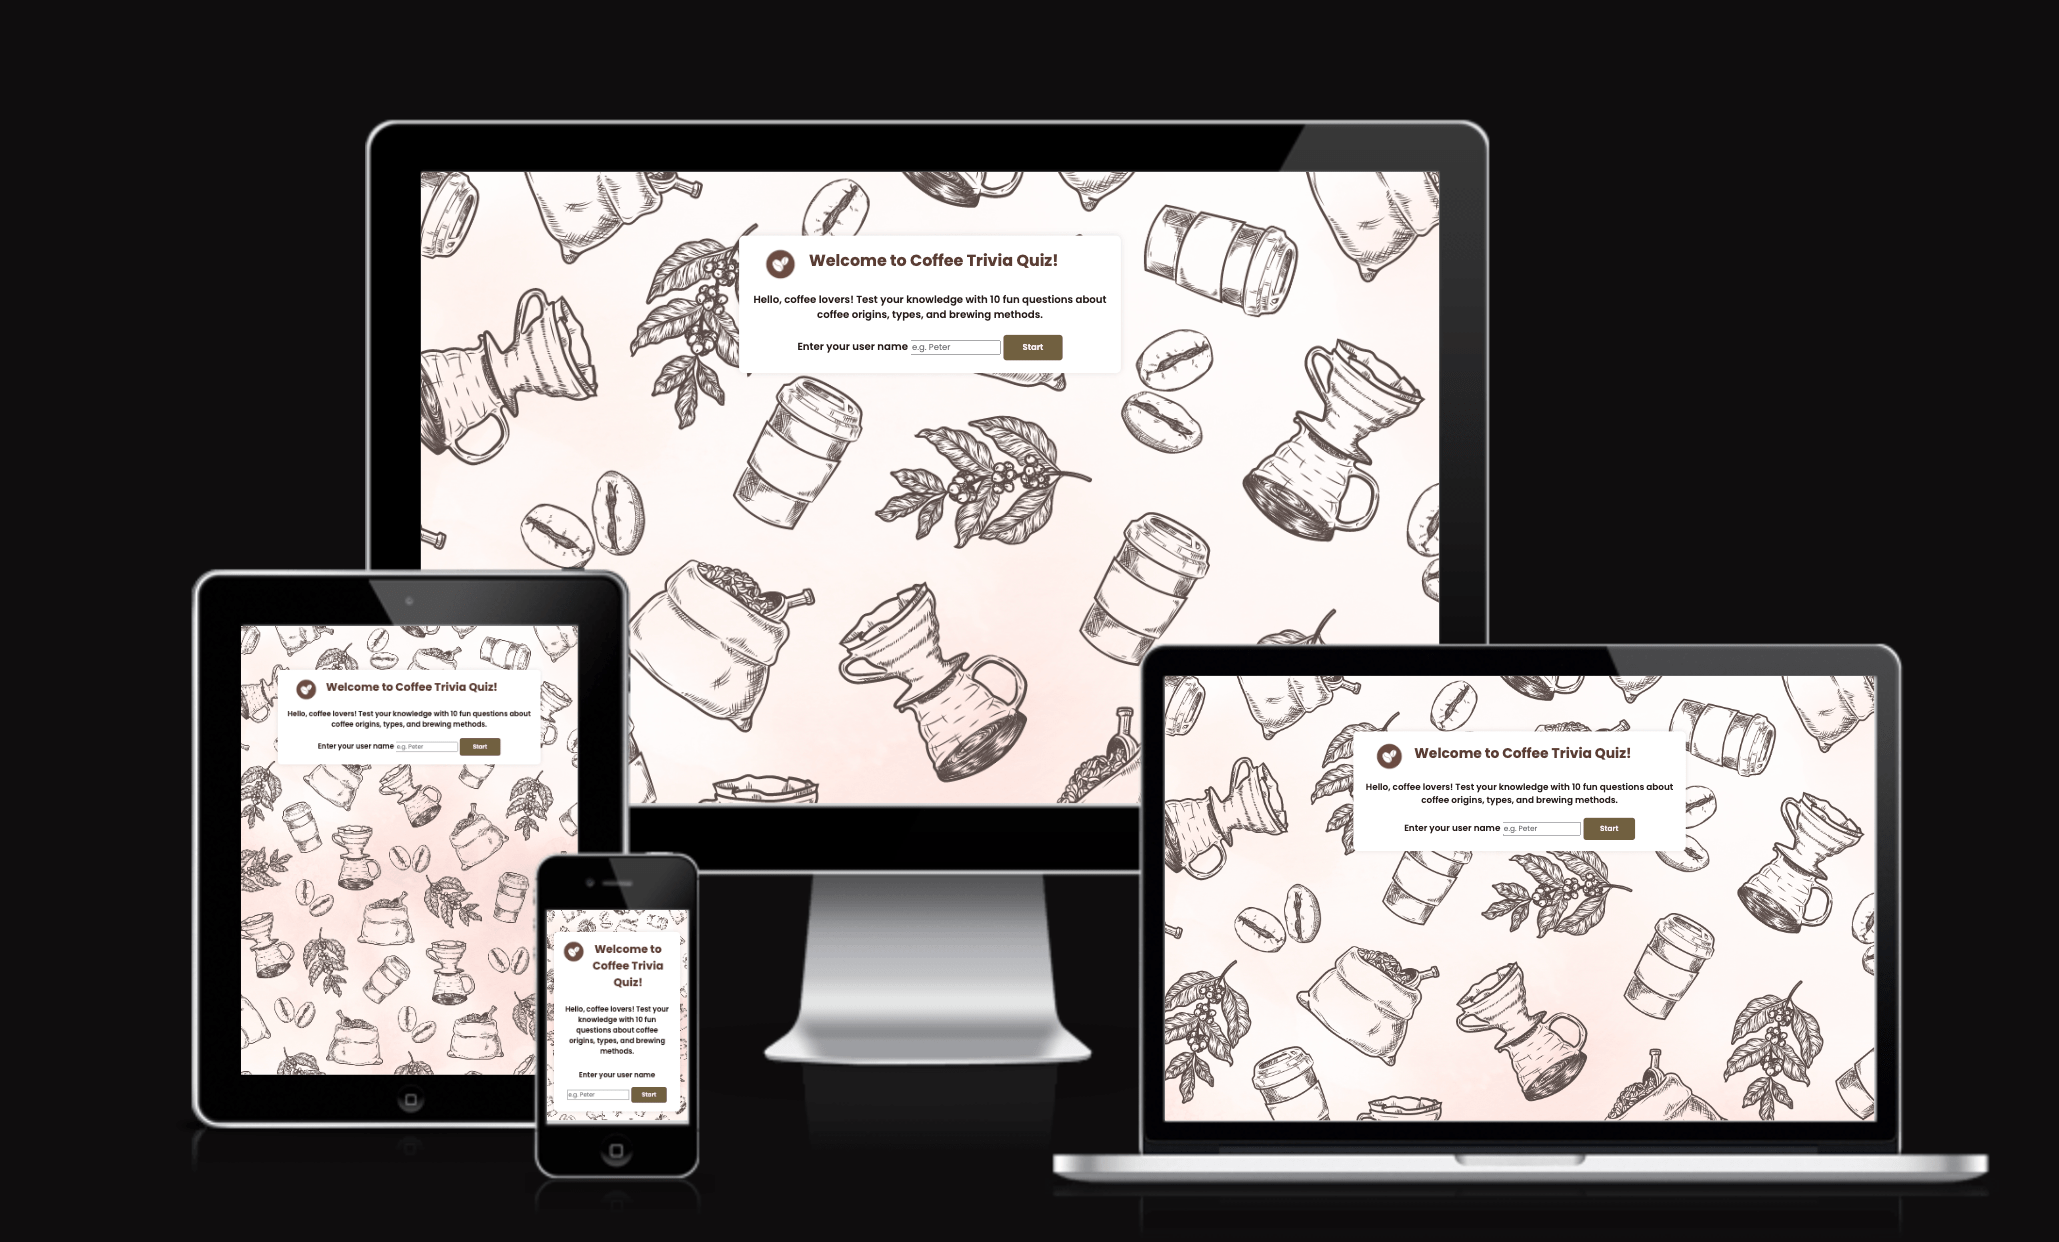 Welcome to Coffee Trivia Quiz!
Hello, coffee lovers! Test your knowledge with 10 fun questions about
coffee origins, types, and brewing methods.
Enter your user name e.g. Peter Start
Welcome to Coffee Trivia Quiz!
Hello, coffee lovers! Test your knowledge with 10 fun questions about
coffee origins, types, and brewing methods.
Enter your user name e.g. Peter Start
Welcome to
Coffee Trivia
Quiz!
Hello, coffee lovers! Test your
knowledge with 10 fun
questions about coffee
origins, types, and brewing
methods.
Enter your user name
e.g. Peter Start
Welcome to Coffee Trivia Quiz!
Hello, coffee lovers! Test your knowledge with 10 fun questions about
coffee origins, types, and brewing methods.
Enter your user name e.g. Peter Start